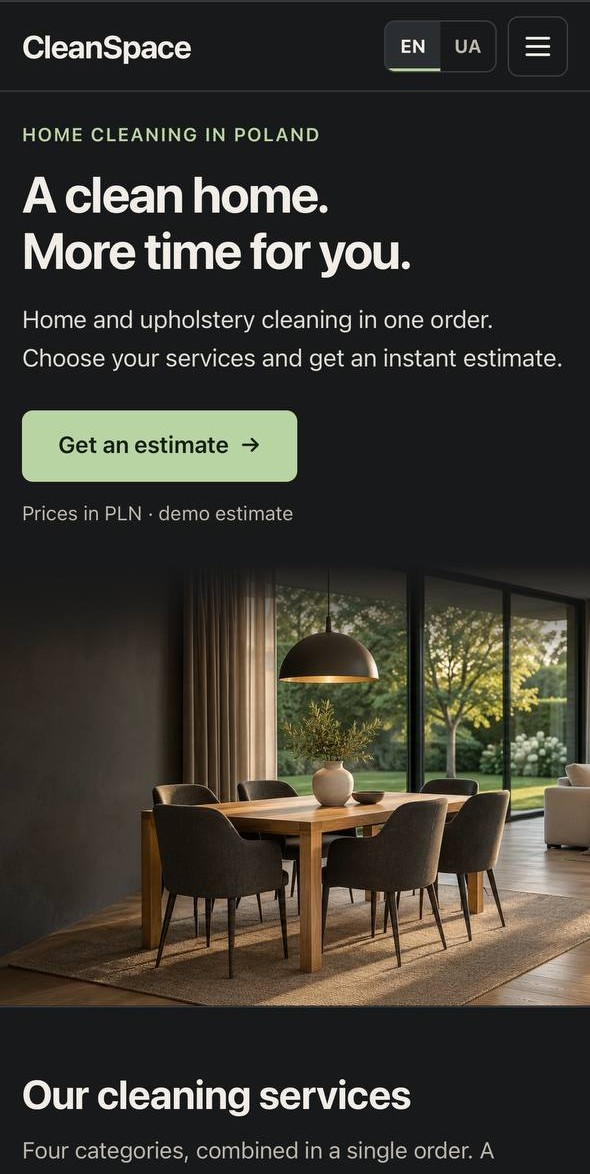 CleanSpace
EN UA
HOME CLEANING IN POLAND
A clean home.
More time for you.
Home and upholstery cleaning in one order.
Choose your services and get an instant estimate.
Get an estimate →
Prices in PLN · demo estimate
Our cleaning services
Four categories, combined in a single order. A